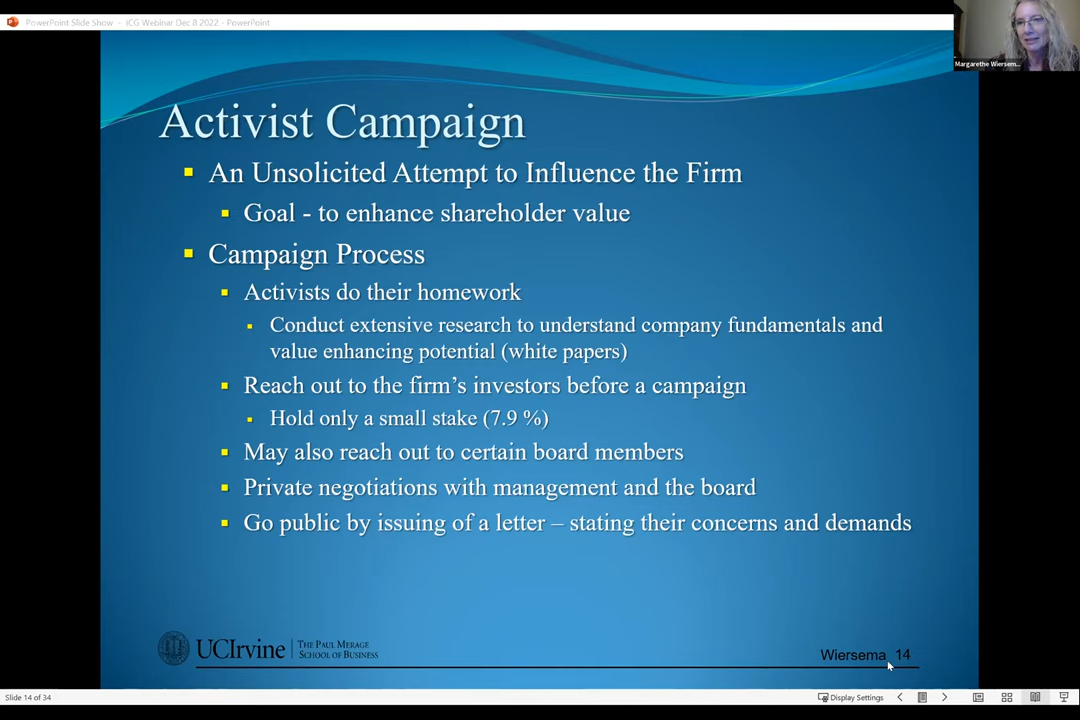 PowerPoint Slide Show - ICG Webinar Dec 8 2022 - PowerPoint
Margarethe Wiersem...
Activist Campaign
An Unsolicited Attempt to Influence the Firm
Goal - to enhance shareholder value
Campaign Process
Activists do their homework
Conduct extensive research to understand company fundamentals and
value enhancing potential (white papers)
Reach out to the firm's investors before a campaign
Hold only a small stake (7.9 %)
May also reach out to certain board members
Private negotiations with management and the board
Go public by issuing of a letter – stating their concerns and demands
UCIrvine
THE PAUL MERAGE
SCHOOL OF BUSINESS
Wiersema 14
Slide 14 of 34
Display Settings